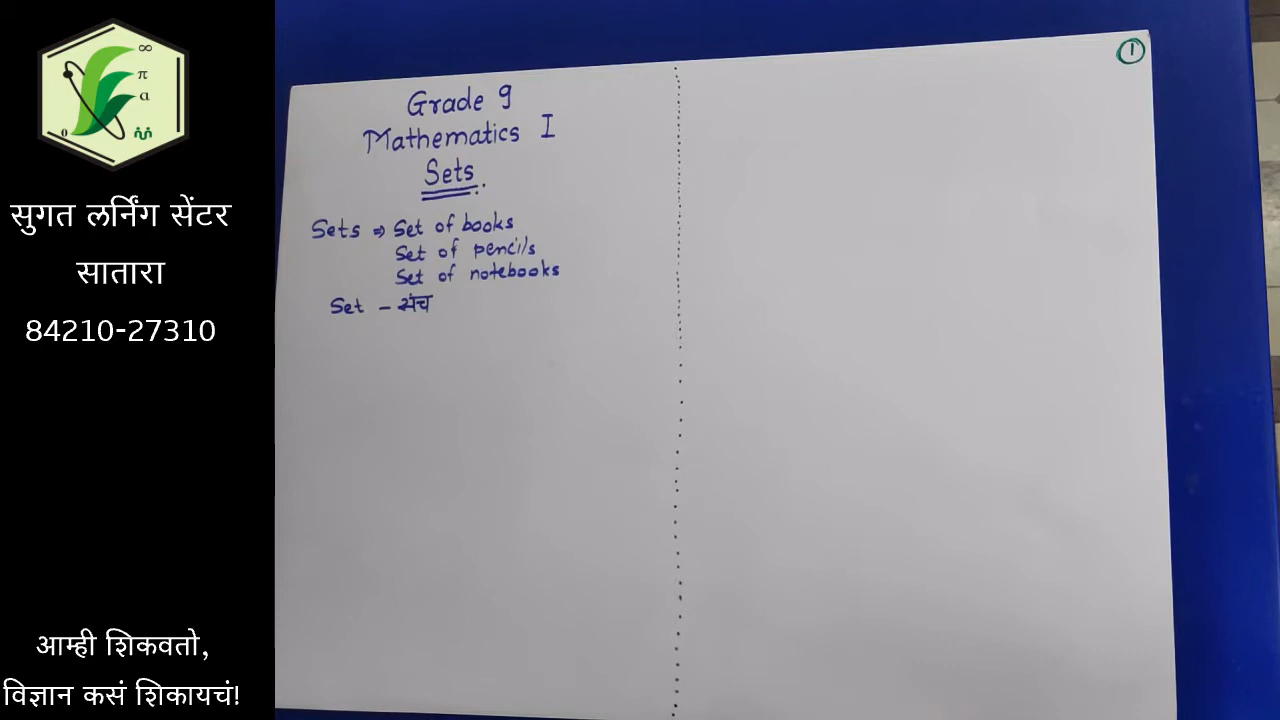 ∞
π
a
0
सुगत लर्निंग सेंटर
सातारा
84210-27310
आम्ही शिकवतो,
विज्ञान कसं शिकायचं!
1
Grade 9
Mathematics I
Sets
Sets ⇒ Set of books
Set of pencils
Set of notebooks
Set – संच